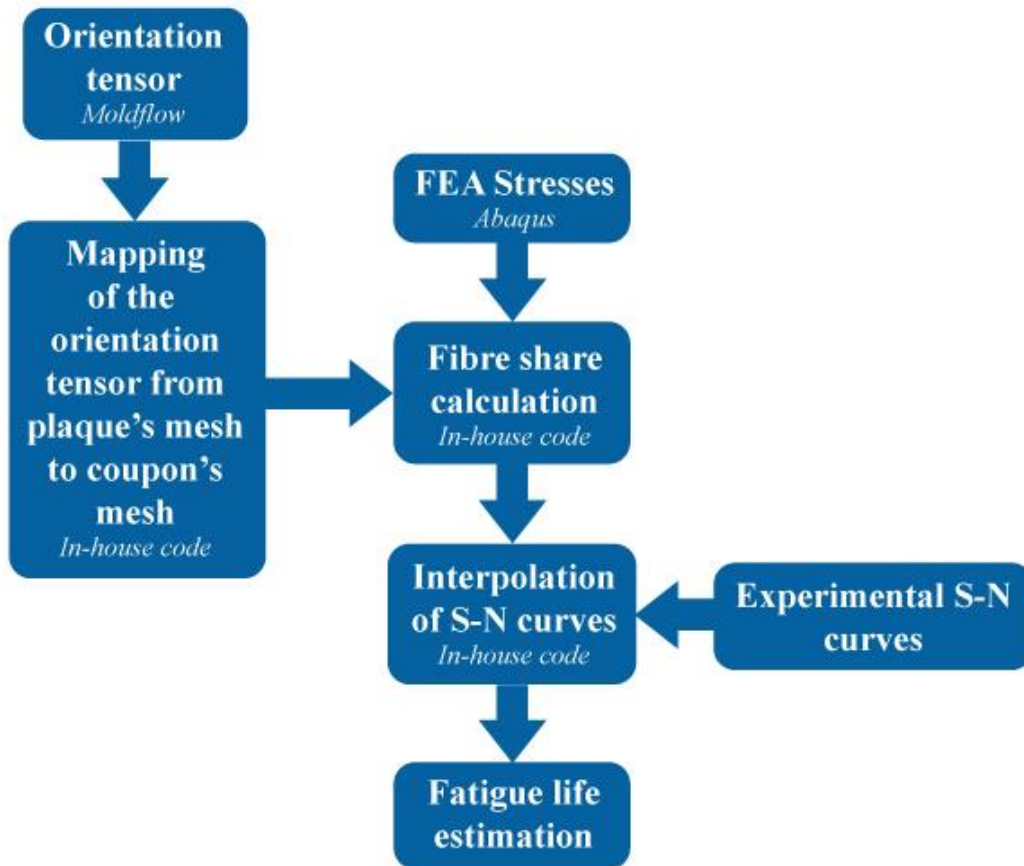 Orientation
tensor
Moldflow
Mapping
of the
orientation
tensor from
plaque's mesh
to coupon's
mesh
In-house code
FEA Stresses
Abaqus
Fibre share
calculation
In-house code
Interpolation
of S-N curves
In-house code
Experimental S-N
curves
Fatigue life
estimation